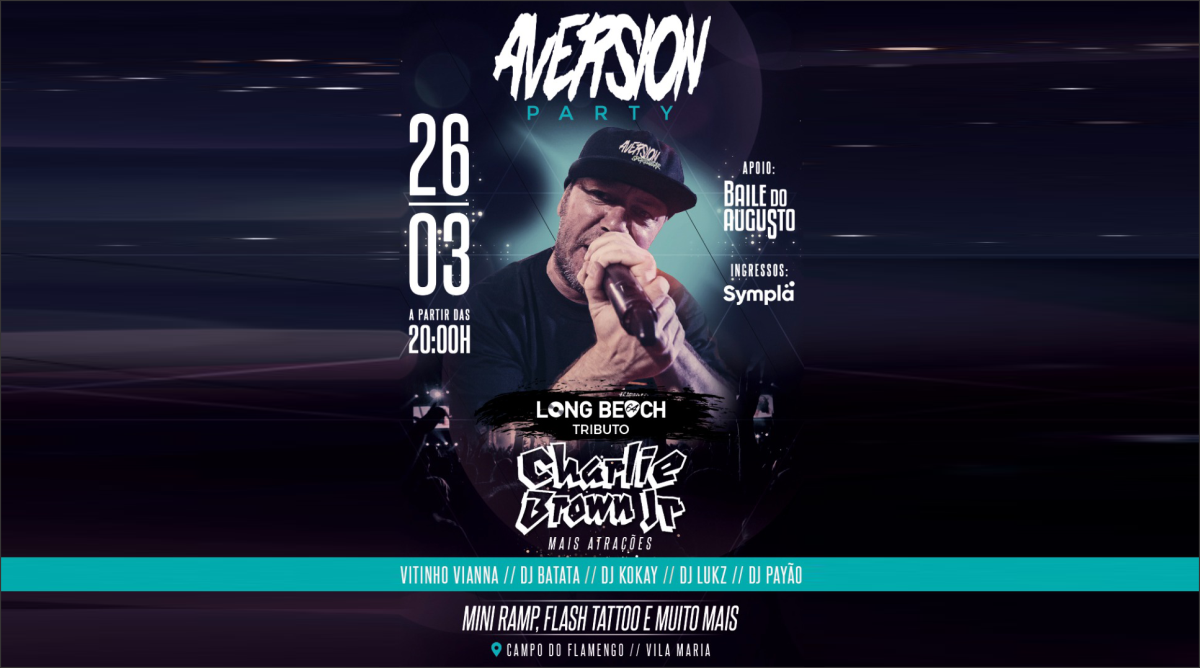 AVERSION
PARTY
26
03
A PARTIR DAS
20:00H
AVERSION
APOIO:
BAILE DO
AUGUSTO
INGRESSOS:
Sympla
LONG BEACH
TRIBUTO
Charlie
Brown Jr
MAIS ATRAÇÕES
VITINHO VIANNA // DJ BATATA // DJ KOKAY // DJ LUKZ // DJ PAYÃO
MINI RAMP, FLASH TATTOO E MUITO MAIS
CAMPO DO FLAMENGO // VILA MARIA